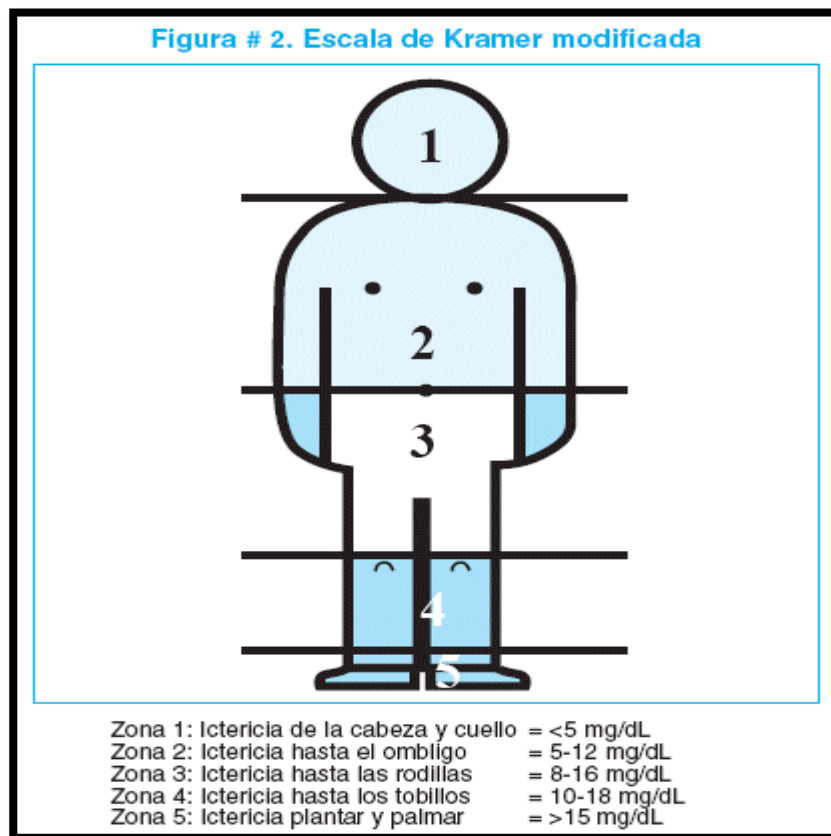 Figura # 2. Escala de Kramer modificada
1
2
3
4
5
Zona 1: Ictericia de la cabeza y cuello = <5 mg/dL
Zona 2: Ictericia hasta el ombligo = 5-12 mg/dL
Zona 3: Ictericia hasta las rodillas = 8-16 mg/dL
Zona 4: Ictericia hasta los tobillos = 10-18 mg/dL
Zona 5: Ictericia plantar y palmar = >15 mg/dL